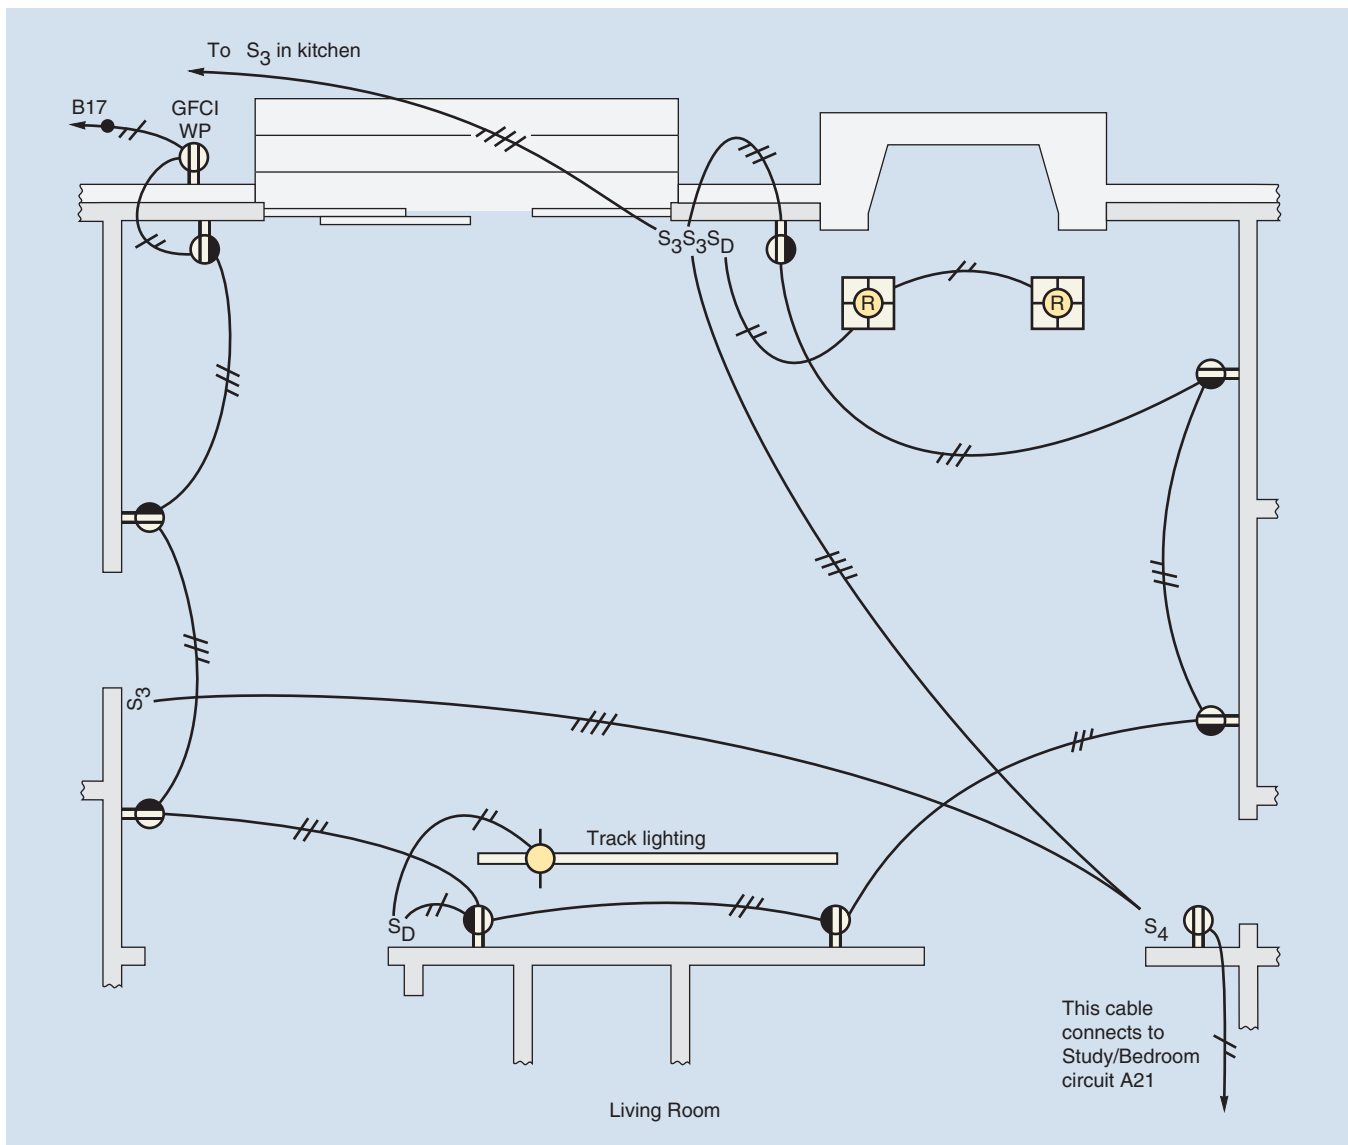 To S3 in kitchen
B17
GFCI
WP
S3S3SD
R
R
S3
Track lighting
SD
S4
This cable
connects to
Study/Bedroom
circuit A21
Living Room